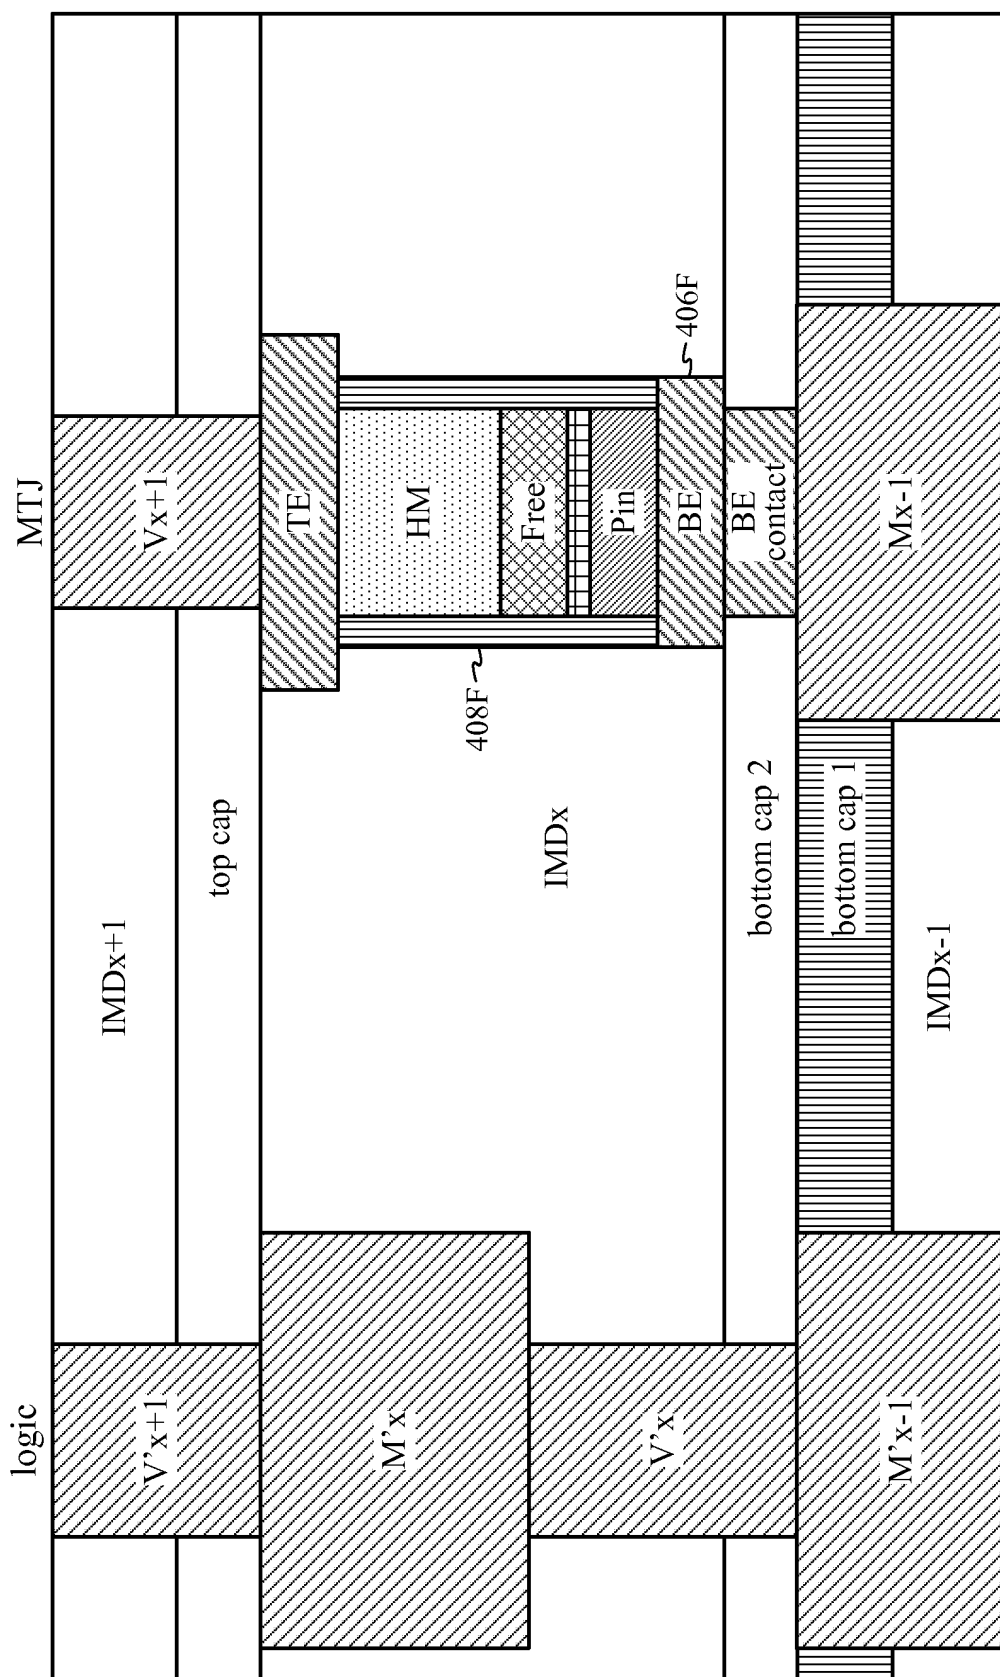 logic
MTJ
V'x+1
IMDx+1
Vx+1
top cap
M'x
TE
HM
408F
IMDx
Free
Pin
V'x
BE
406F
bottom cap 2
BE
contact
M'x-1
bottom cap 1
IMDx-1
Mx-1